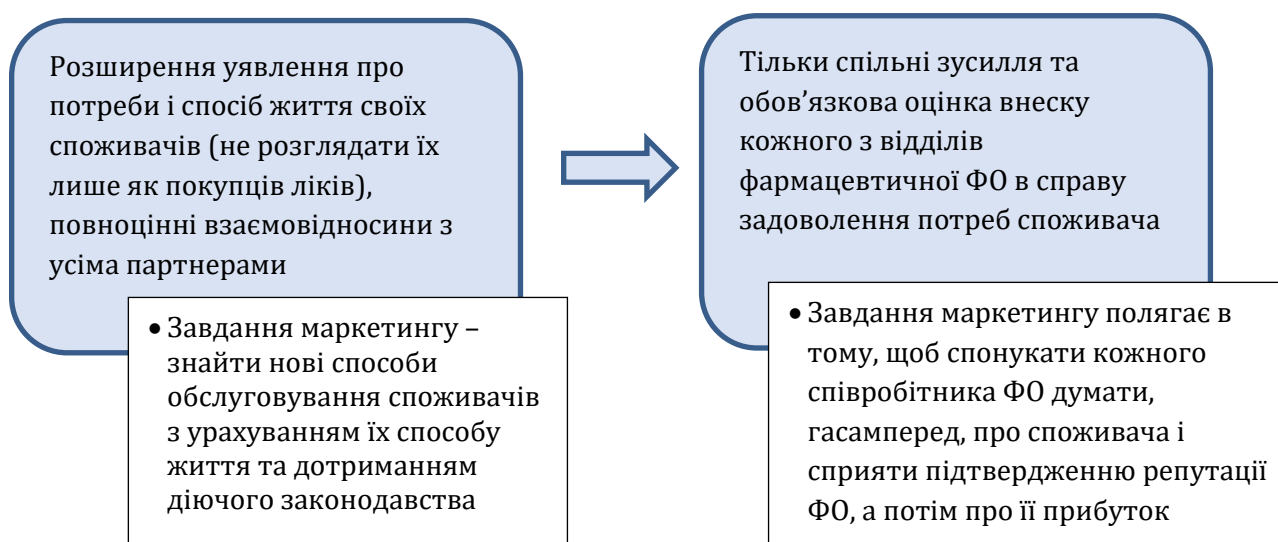 Розширення уявлення про
потреби і спосіб життя своїх
споживачів (не розглядати їх
лише як покупців ліків),
повноцінні взаємовідносини з
усіма партнерами
• Завдання маркетингу –
знайти нові способи
обслуговування споживачів
з урахуванням їх способу
життя та дотриманням
діючого законодавства
Тільки спільні зусилля та
обов’язкова оцінка внеску
кожного з відділів
фармацевтичної ФО в справу
задоволення потреб споживача
• Завдання маркетингу полягає в
тому, щоб спонукати кожного
співробітника ФО думати,
гасамперед, про споживача і
сприяти підтвердженню репутації
ФО, а потім про її прибуток